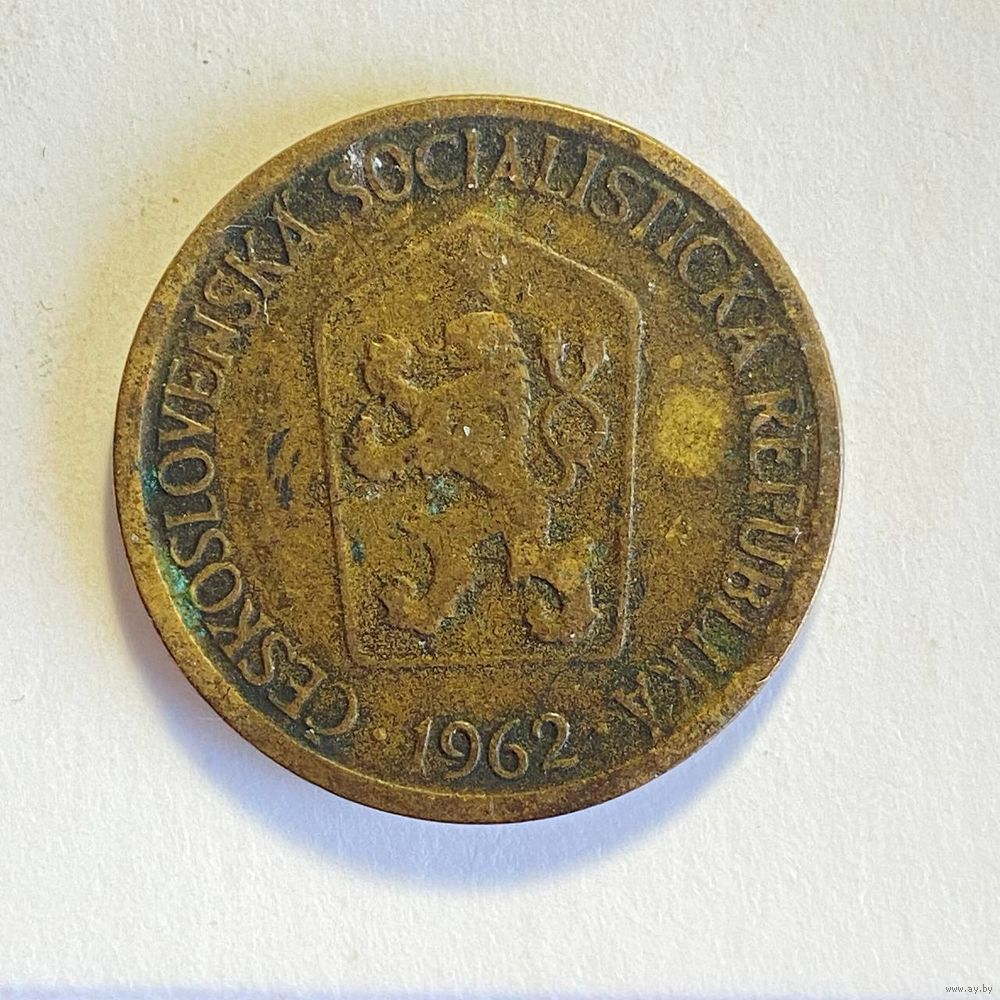 ČESKOSLOVENSKÁ SOCIALISTICKÁ REPUBLIKA
· 1962 ·
www.ay.by